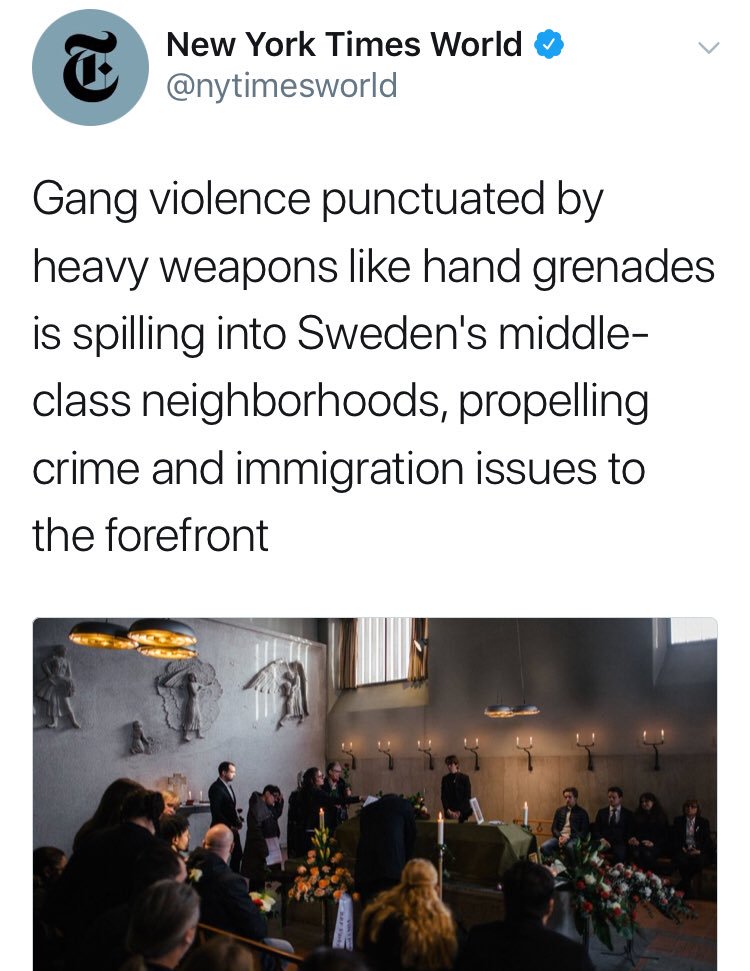 New York Times World
@nytimesworld
Gang violence punctuated by
heavy weapons like hand grenades
is spilling into Sweden's middle-
class neighborhoods, propelling
crime and immigration issues to
the forefront